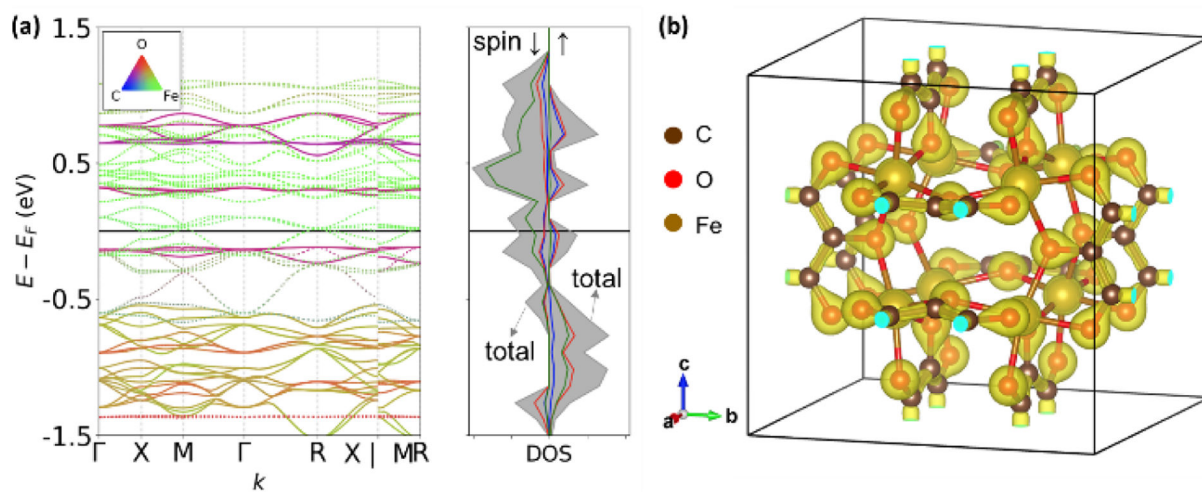 (a)
1.5
0.5
-0.5
-1.5
E − E_F (eV)
O
C Fe
Γ X M Γ R X | MR
k
spin ↓ ↑
total
total
DOS
(b)
C
O
Fe
c
a b